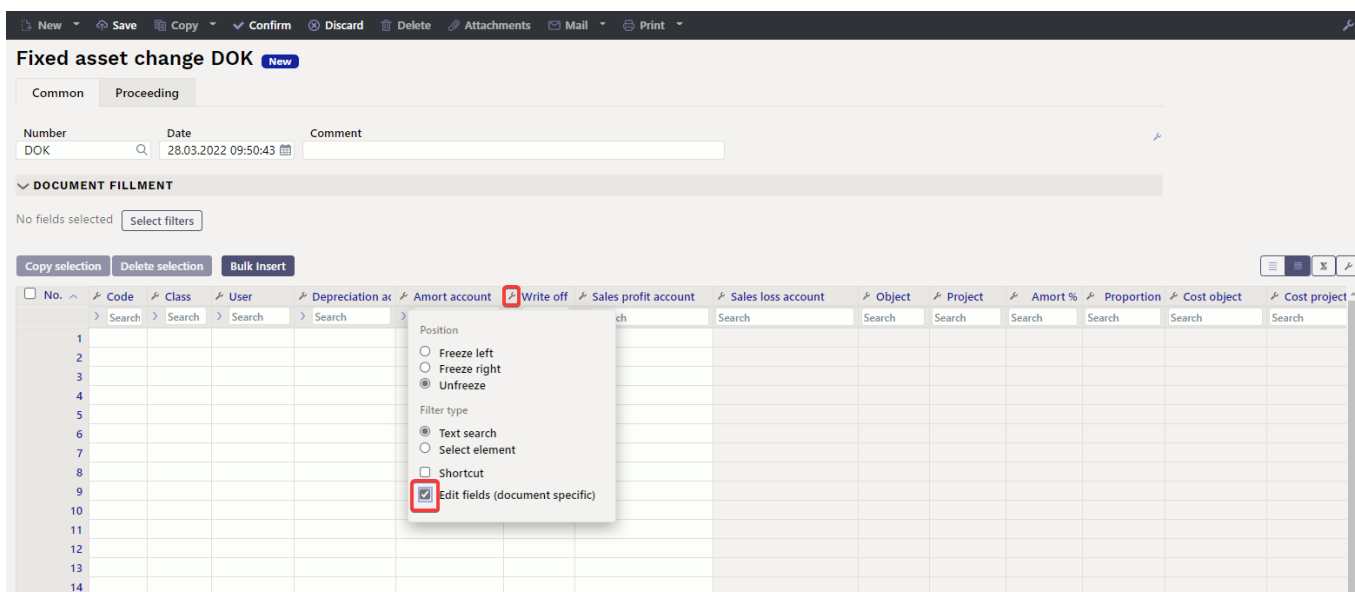 New Save Copy Confirm Discard Delete Attachments Mail Print
Fixed asset change DOK New
Common Proceeding
Number Date Comment
DOK 28.03.2022 09:50:43
DOCUMENT FILLMENT
No fields selected Select filters
Copy selection Delete selection Bulk Insert
No. Code Class User Depreciation ac Amort account Write off Sales profit account Sales loss account Object Project Amort % Proportion Cost object Cost project
Search Search Search Search ch Search Search Search Search Search Search Search
Position
1
Freeze left
2
Freeze right
3
Unfreeze
4
Filter type
5
Text search
6
Select element
7
Shortcut
8
Edit fields (document specific)
9
10
11
12
13
14